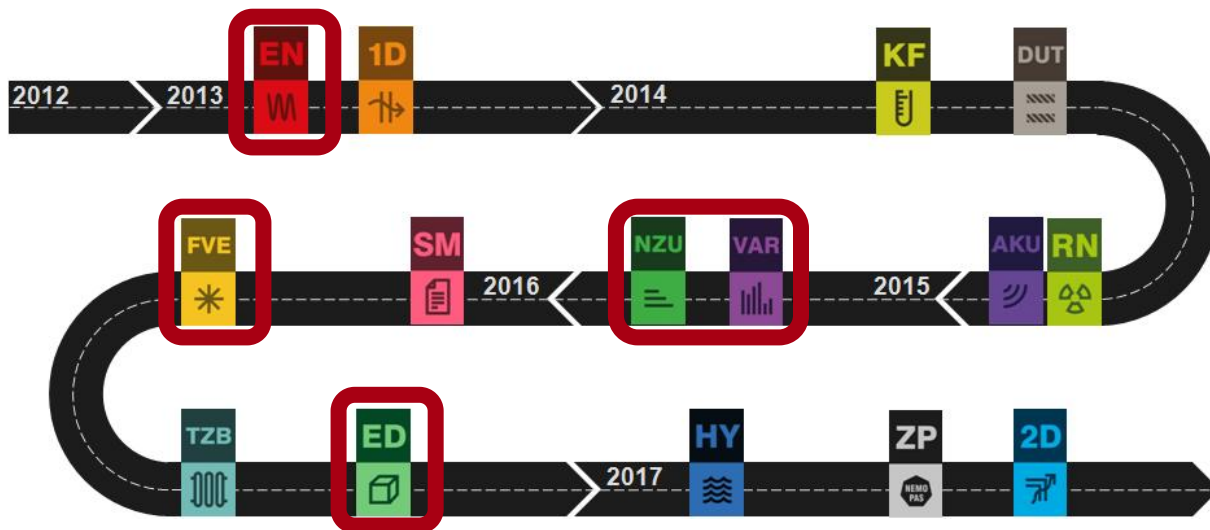 2012
2013
EN
1D
2014
KF
DUT
FVE
SM
2016
NZU
VAR
2015
AKU
RN
TZB
ED
2017
HY
ZP
NEMO
PAS
2D